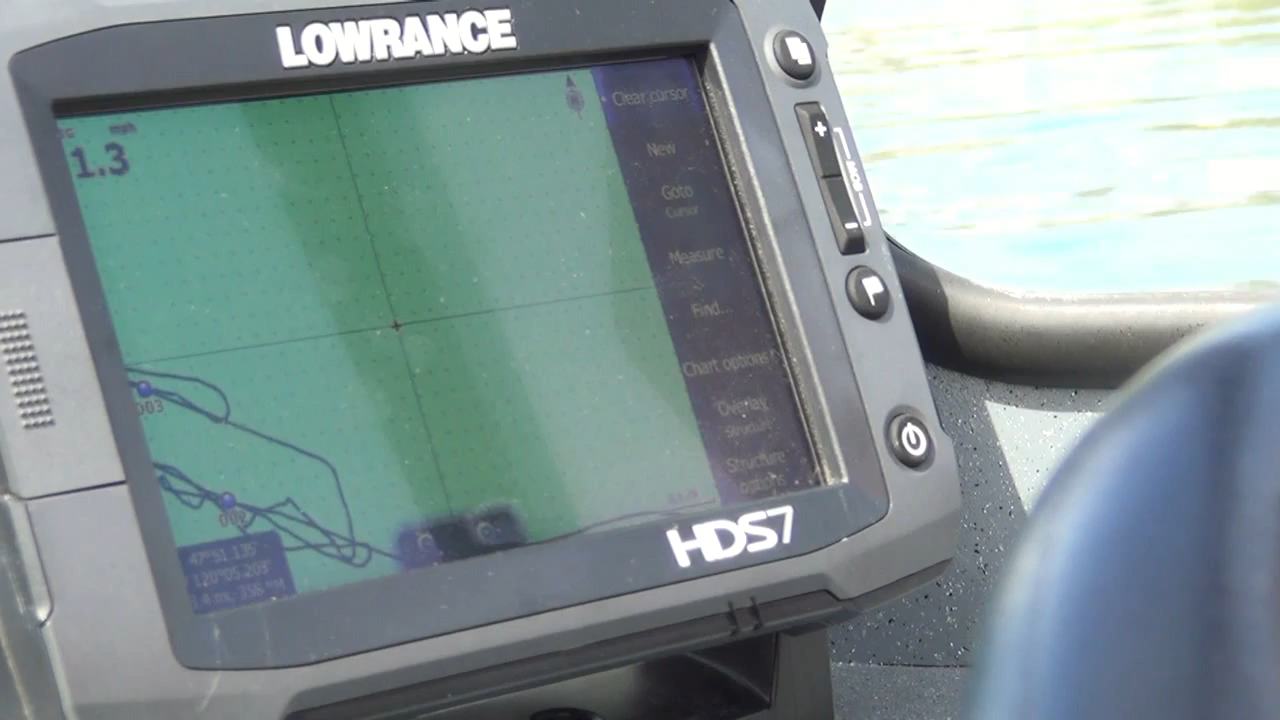 LOWRANCE
mph
1.3
Clear cursor
New
Goto
Cursor
Measure
Find...
Chart options
Overlay
Structure
Structure
options
003
47°51.135'
120°05.203'
HDS7
+
-